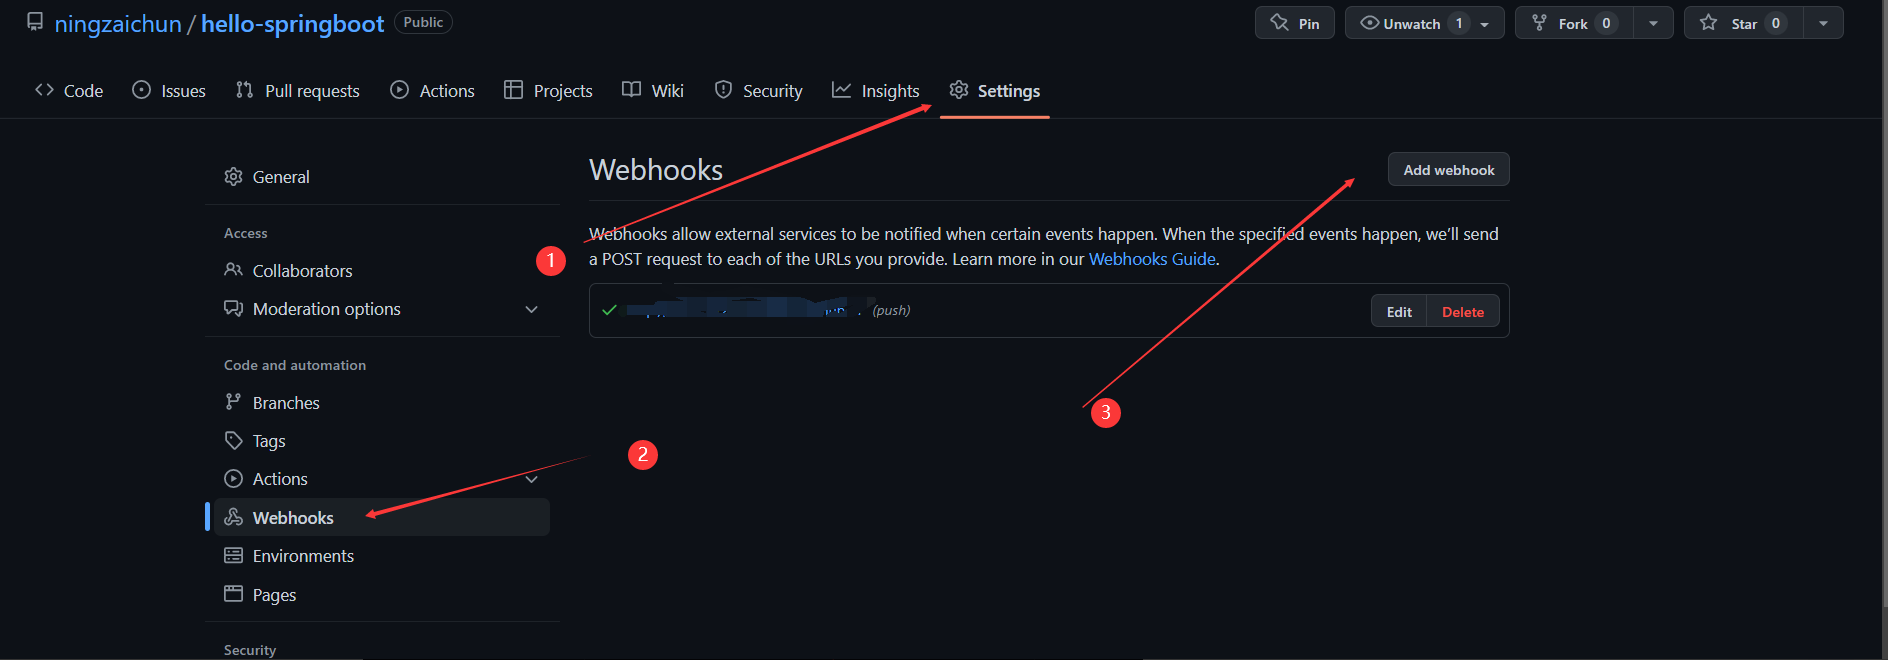 ningzaichun / hello-springboot Public Pin Unwatch 1 Fork 0 Star 0
Code Issues Pull requests Actions Projects Wiki Security Insights Settings
General
Access
Collaborators
Moderation options
Code and automation
Branches
Tags
Actions
Webhooks
Environments
Pages
Security
Webhooks Add webhook
Webhooks allow external services to be notified when certain events happen. When the specified events happen, we’ll send
a POST request to each of the URLs you provide. Learn more in our Webhooks Guide.
(push) Edit Delete
1
2
3